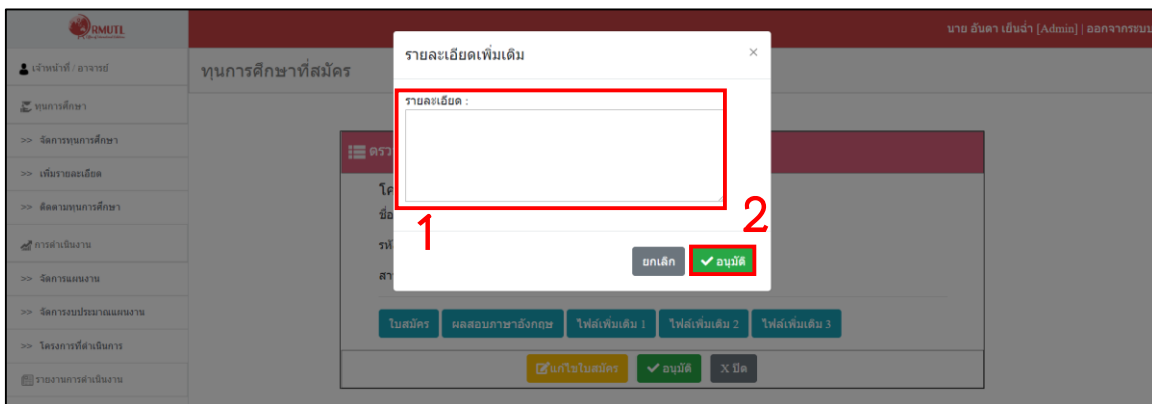 RMUTL
นาย อันดา เย็นฉ่ำ [Admin] | ออกจากระบบ
เจ้าหน้าที่ / อาจารย์
ทุนการศึกษา
>> จัดการทุนการศึกษา
>> เพิ่มรายละเอียด
>> ติดตามทุนการศึกษา
การดำเนินงาน
>> จัดการแผนงาน
>> จัดการงบประมาณแผนงาน
>> โครงการที่ดำเนินการ
รายงานการดำเนินงาน
ทุนการศึกษาที่สมัคร
รายละเอียดเพิ่มเติม ×
รายละเอียด :
1
2
ยกเลิก อนุมัติ
ตรว
โค
ชื่อ
รหั
สา
ใบสมัคร ผลสอบภาษาอังกฤษ ไฟล์เพิ่มเติม 1 ไฟล์เพิ่มเติม 2 ไฟล์เพิ่มเติม 3
แก้ไขใบสมัคร อนุมัติ X ปิด